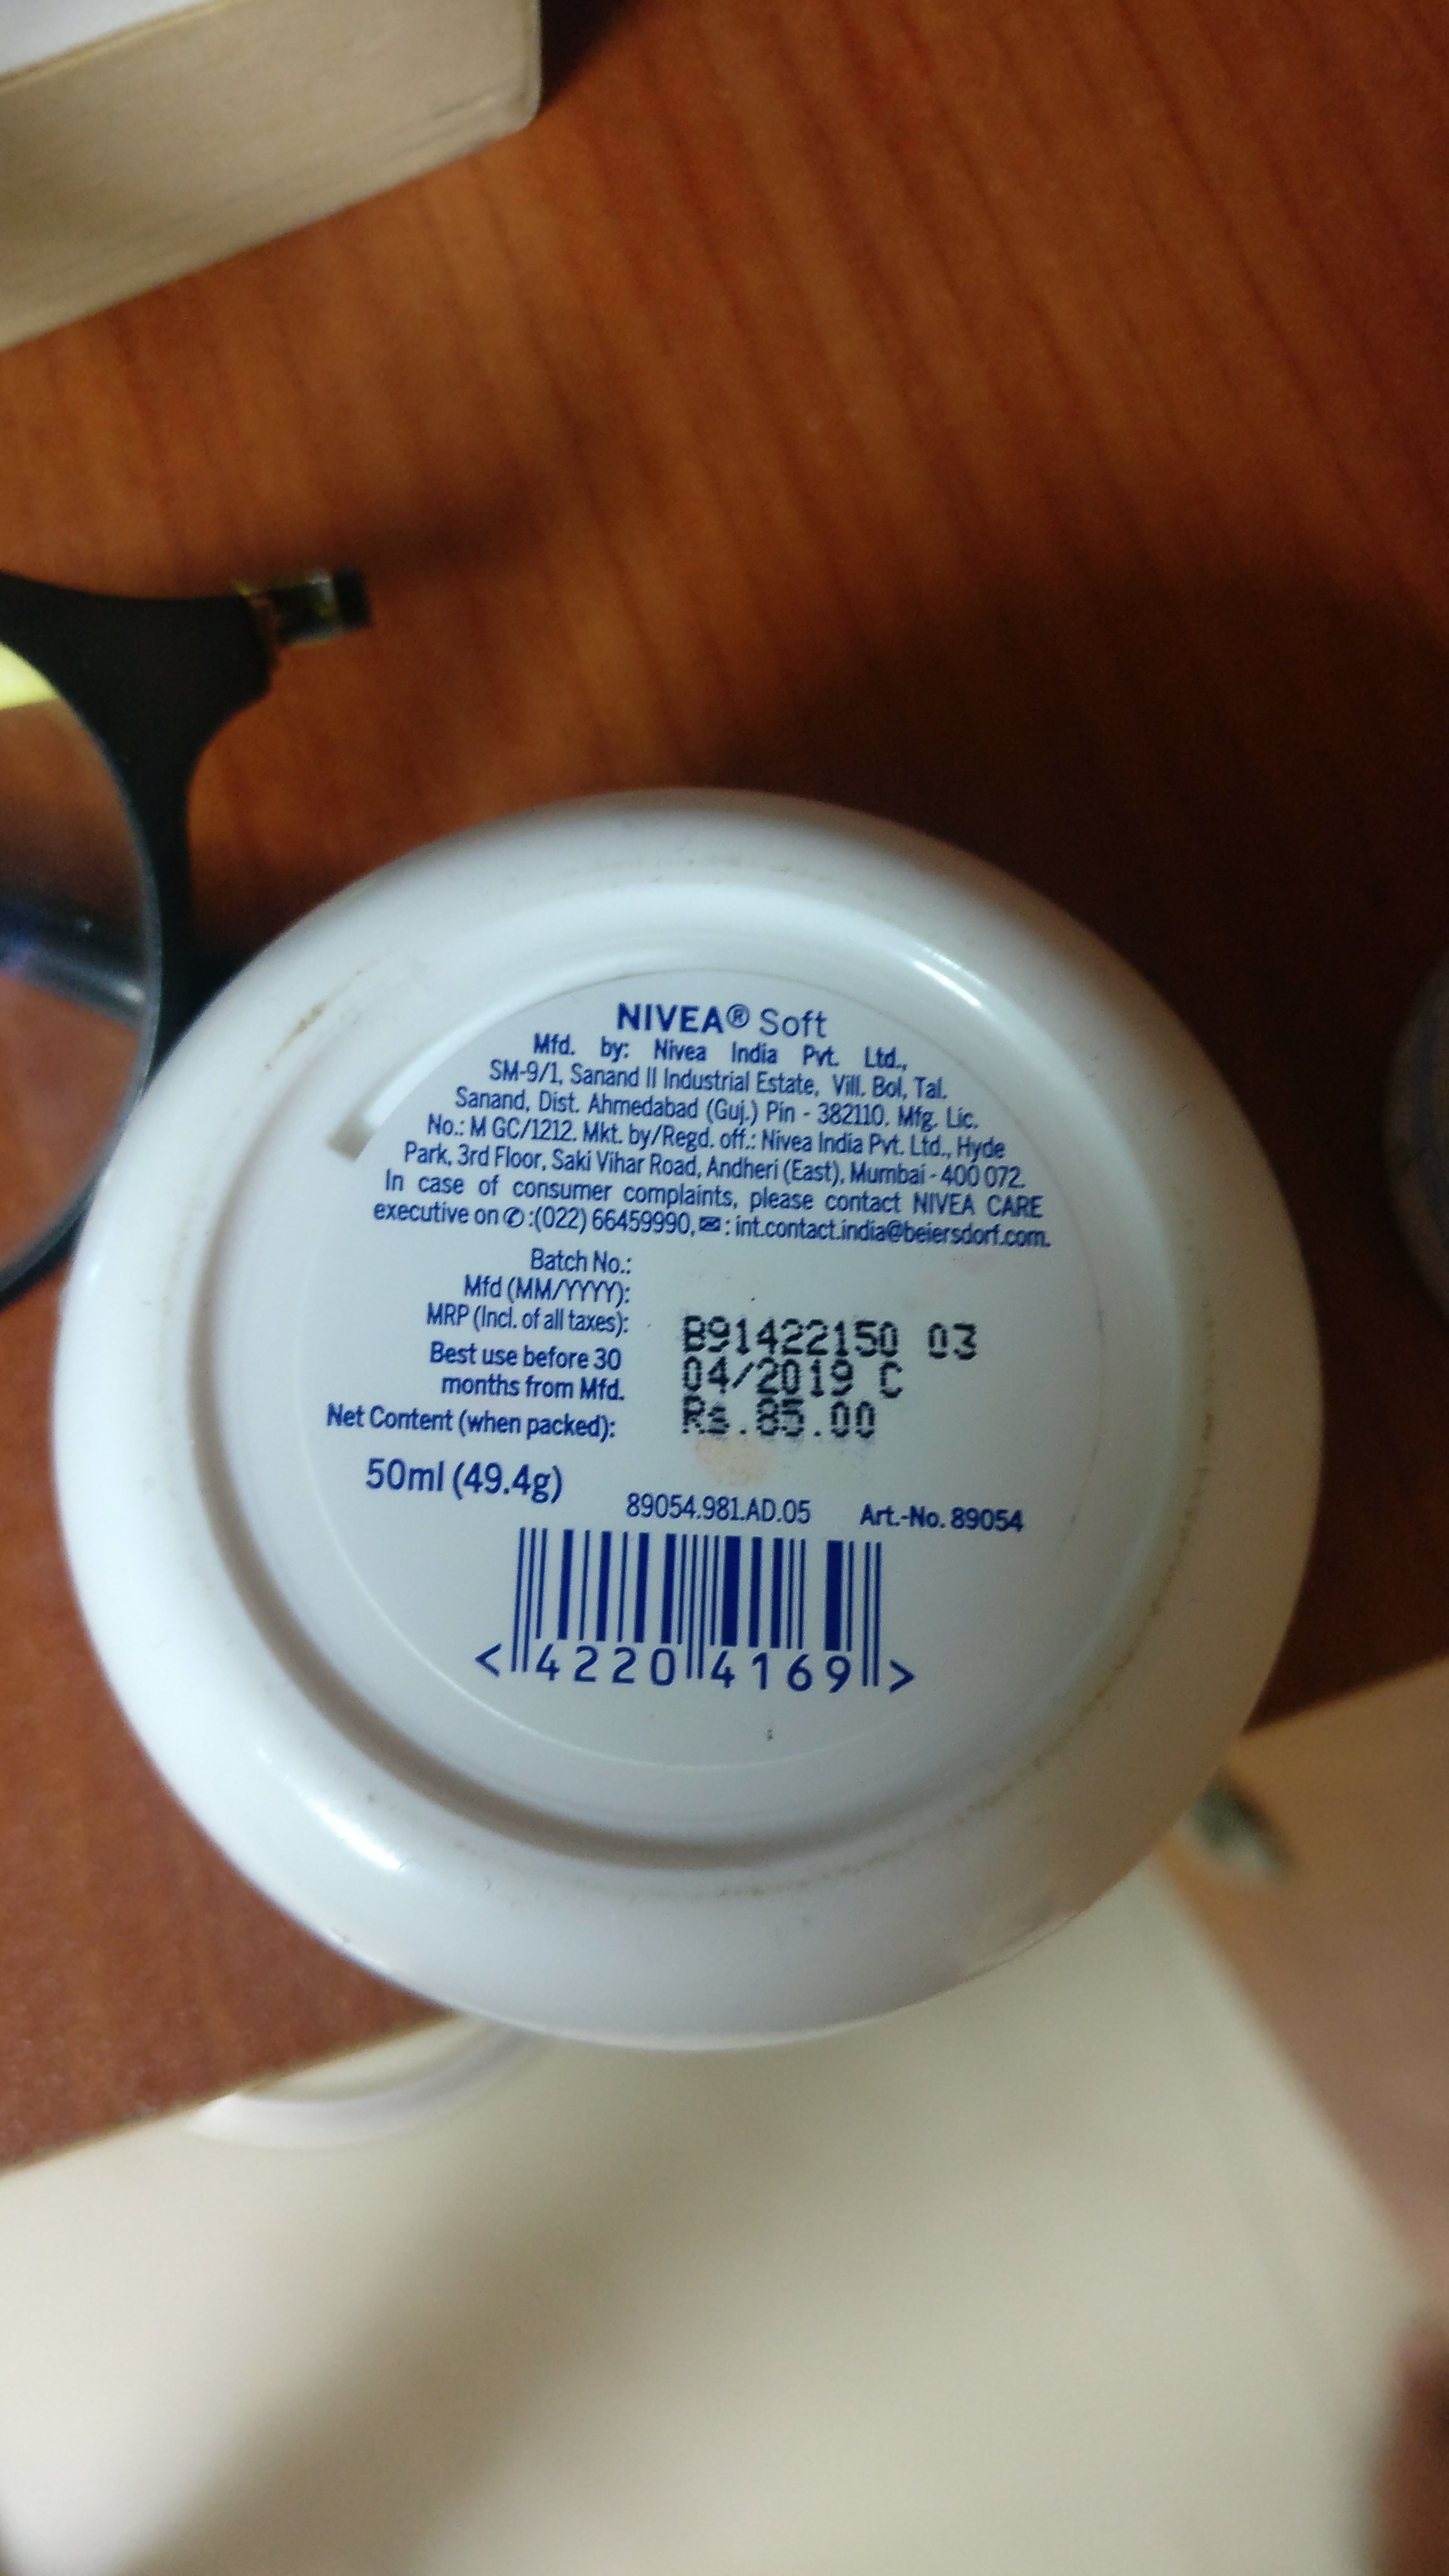 NIVEA® Soft
Mfd. by: Nivea India Pvt. Ltd.,
SM-9/1, Sanand II Industrial Estate, Vill. Bol, Tal.
Sanand, Dist. Ahmedabad (Guj.) Pin - 382110. Mfg. Lic.
No.: M GC/1212. Mkt. by/Regd. off.: Nivea India Pvt. Ltd., Hyde
Park, 3rd Floor, Saki Vihar Road, Andheri (East), Mumbai - 400 072.
In case of consumer complaints, please contact NIVEA CARE
executive on ✆:(022) 66459990, ✉: int.contact.india@beiersdorf.com.
Batch No.:
Mfd (MM/YYYY):
MRP (Incl. of all taxes):
B91422150 03
Best use before 30
04/2019 C
months from Mfd.
Rs.85.00
Net Content (when packed):
50ml (49.4g)
89054.981.AD.05 Art.-No. 89054
<4220 4169>